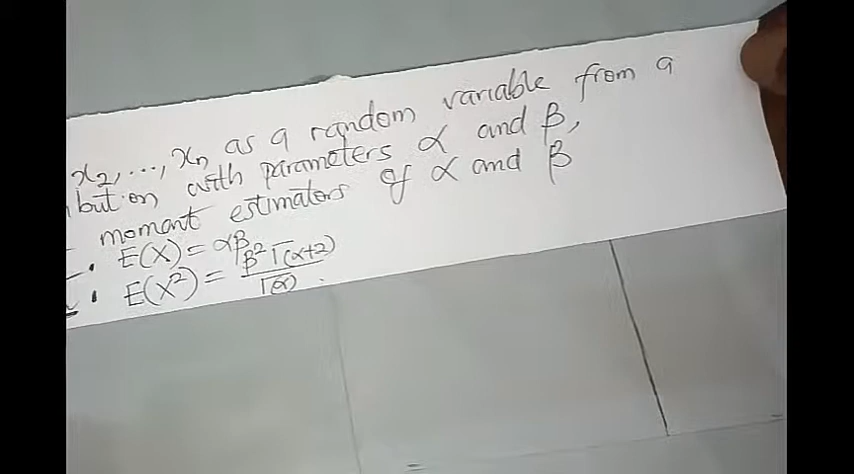 x₂, ..., xₙ as a random variable from a
bution with parameters α and β,
moment estimators of α and β
: E(X) = αβ
: E(X²) = β² Γ(α+2) / Γ(α) .